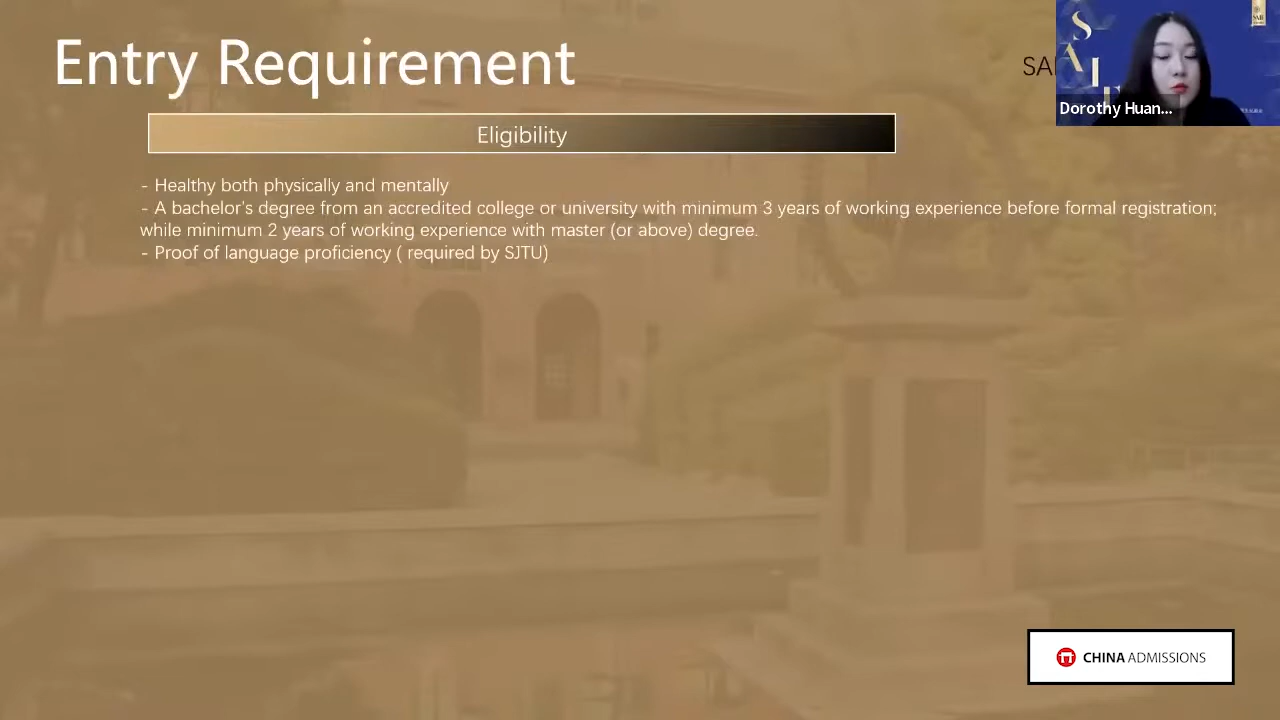 Entry Requirement
SAI
Dorothy Huan...
Eligibility
- Healthy both physically and mentally
- A bachelor's degree from an accredited college or university with minimum 3 years of working experience before formal registration;
while minimum 2 years of working experience with master (or above) degree.
- Proof of language proficiency ( required by SJTU)
CHINA ADMISSIONS